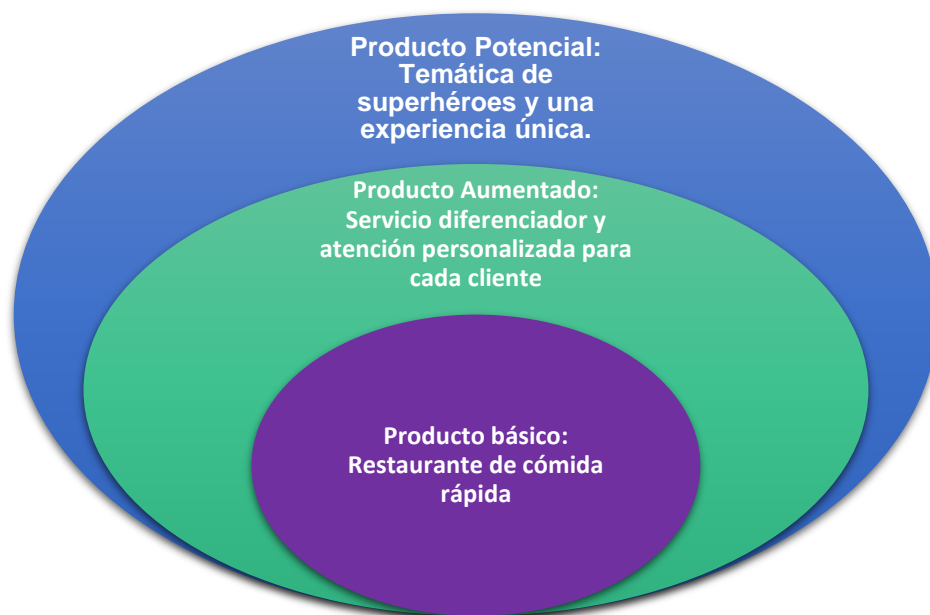 Producto Potencial:
Temática de
superhéroes y una
experiencia única.
Producto Aumentado:
Servicio diferenciador y
atención personalizada para
cada cliente
Producto básico:
Restaurante de cómida
rápida